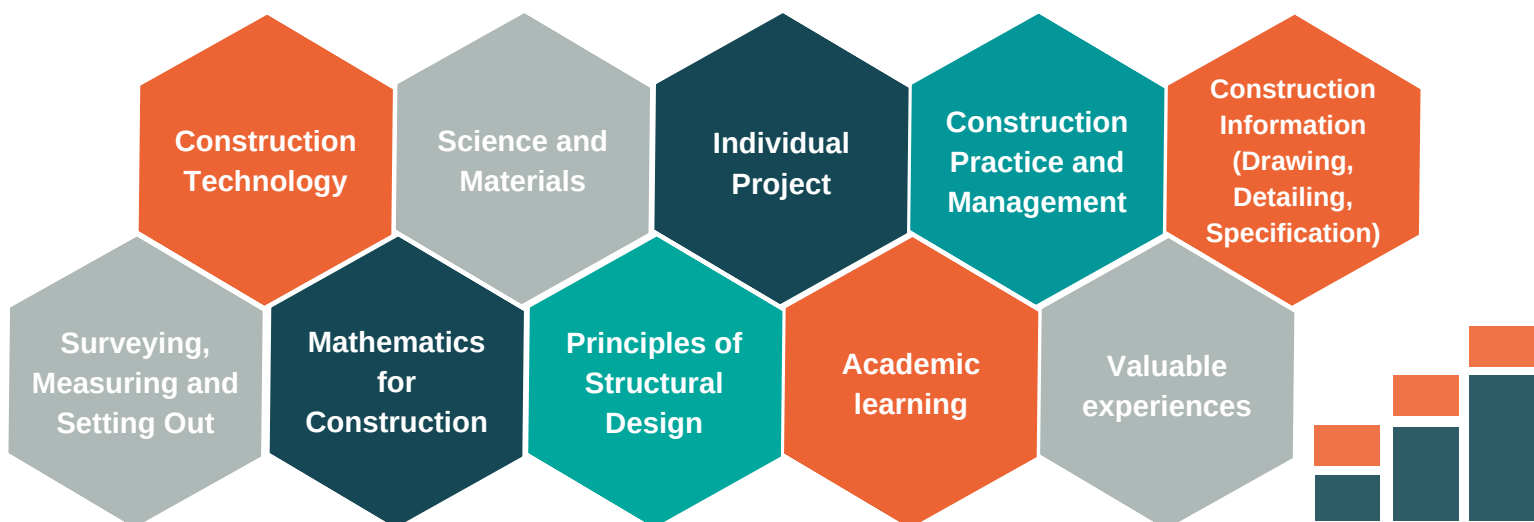 Construction
Technology
Science and
Materials
Individual
Project
Construction
Practice and
Management
Construction
Information
(Drawing,
Detailing,
Specification)
Surveying,
Measuring and
Setting Out
Mathematics
for
Construction
Principles of
Structural
Design
Academic
learning
Valuable
experiences